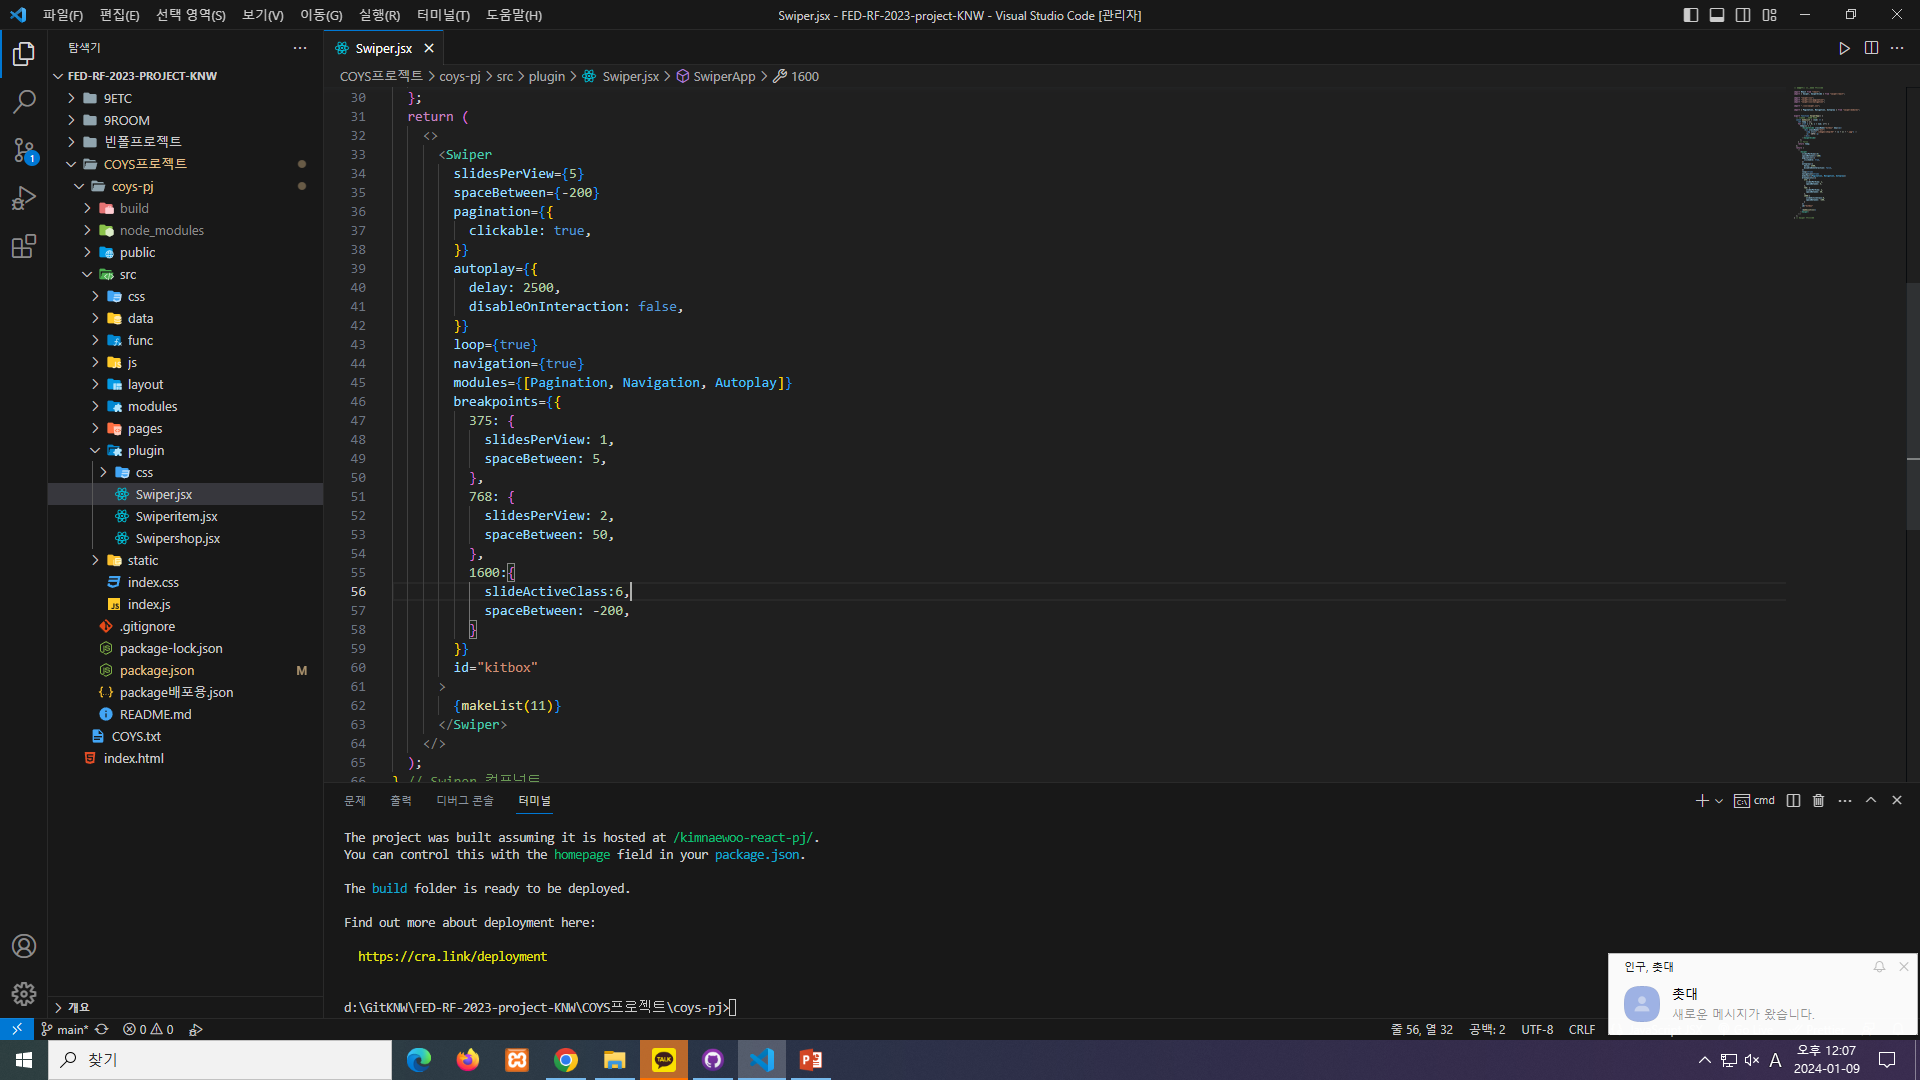 파일(F) 편집(E) 선택 영역(S) 보기(V) 이동(G) 실행(R) 터미널(T) 도움말(H)
Swiper.jsx - FED-RF-2023-project-KNW - Visual Studio Code [관리자]
탐색기
FED-RF-2023-PROJECT-KNW
9ETC
9ROOM
빈폴프로젝트
COYS프로젝트
coys-pj
build
node_modules
public
src
css
data
func
js
layout
modules
pages
plugin
css
Swiper.jsx
Swiperitem.jsx
Swipershop.jsx
static
index.css
index.js
.gitignore
package-lock.json
package.json M
package배포용.json
README.md
COYS.txt
index.html
개요
1
Swiper.jsx
COYS프로젝트 > coys-pj > src > plugin > Swiper.jsx > SwiperApp > 1600
30 };
31 return (
32 <>
33 <Swiper
34 slidesPerView={5}
35 spaceBetween={-200}
36 pagination={{
37 clickable: true,
38 }}
39 autoplay={{
40 delay: 2500,
41 disableOnInteraction: false,
42 }}
43 loop={true}
44 navigation={true}
45 modules={[Pagination, Navigation, Autoplay]}
46 breakpoints={{
47 375: {
48 slidesPerView: 1,
49 spaceBetween: 5,
50 },
51 768: {
52 slidesPerView: 2,
53 spaceBetween: 50,
54 },
55 1600:{
56 slideActiveClass:6,
57 spaceBetween: -200,
58 }
59 }}
60 id="kitbox"
61 >
62 {makeList(11)}
63 </Swiper>
64 </>
65 );
66 } // Swiper 컴포넌트
문제 출력 디버그 콘솔 터미널
cmd
The project was built assuming it is hosted at /kimnaewoo-react-pj/.
You can control this with the homepage field in your package.json.
The build folder is ready to be deployed.
Find out more about deployment here:
https://cra.link/deployment
d:\GitKNW\FED-RF-2023-project-KNW\COYS프로젝트\coys-pj>
인구, 촛대
촛대
새로운 메시지가 왔습니다.
main* 0 0
줄 56, 열 32 공백: 2 UTF-8 CRLF
찾기
TALK
A
오후 12:07
2024-01-09